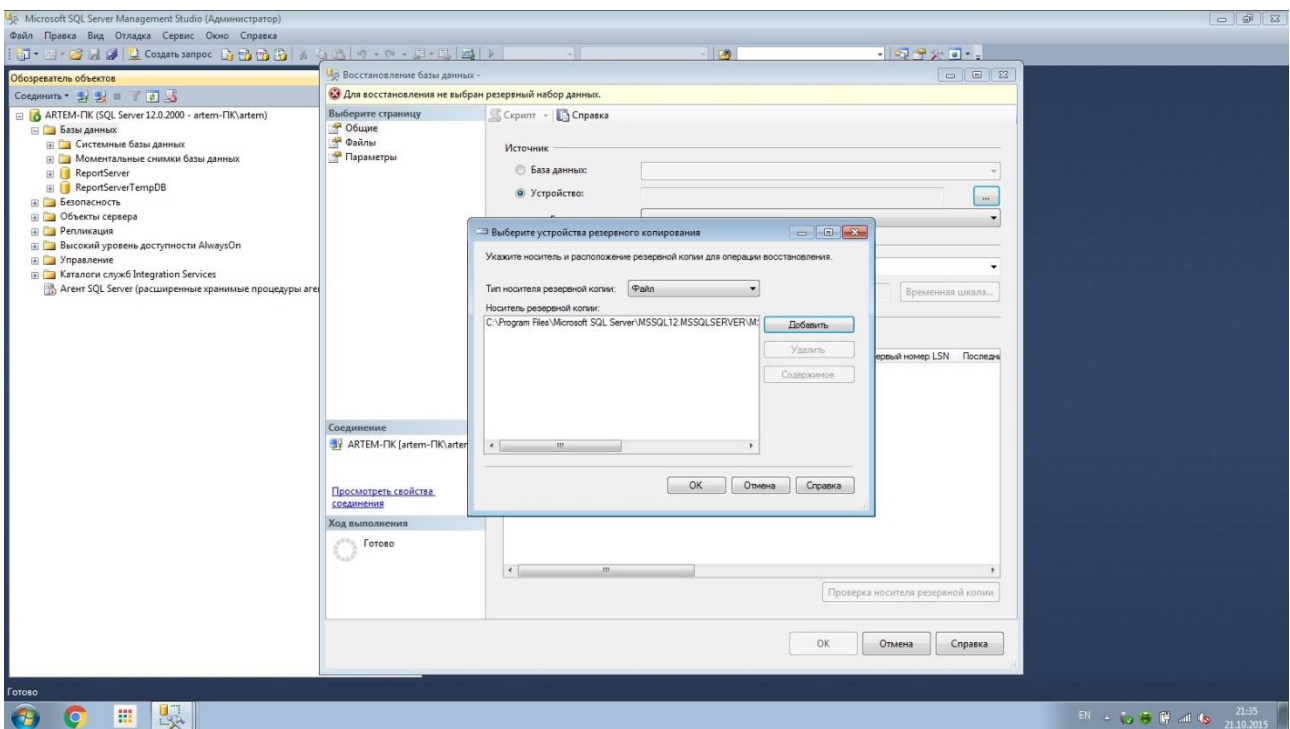 Microsoft SQL Server Management Studio (Администратор)
Файл Правка Вид Отладка Сервис Окно Справка
Создать запрос
Обозреватель объектов
Соединить
ARTEM-ПК (SQL Server 12.0.2000 - artem-ПК\artem)
Базы данных
Системные базы данных
Моментальные снимки базы данных
ReportServer
ReportServerTempDB
Безопасность
Объекты сервера
Репликация
Высокий уровень доступности AlwaysOn
Управление
Каталоги служб Integration Services
Агент SQL Server (расширенные хранимые процедуры аген
Восстановление базы данных -
Для восстановления не выбран резервный набор данных.
Выберите страницу
Общие
Файлы
Параметры
Скрипт Справка
Источник
База данных:
Устройство:
...
Временная шкала...
ервый номер LSN Последн
Выберите устройства резервного копирования
Укажите носитель и расположение резервной копии для операции восстановления.
Тип носителя резервной копии: Файл
Носитель резервной копии:
C:\Program Files\Microsoft SQL Server\MSSQL12.MSSQLSERVER\M
Добавить
Удалить
Содержимое
OK Отмена Справка
Соединение
ARTEM-ПК [artem-ПК\artem
Просмотреть свойства
соединения
Ход выполнения
Готово
Проверка носителя резервной копии
OK Отмена Справка
Готово
EN 21:35
21.10.2015